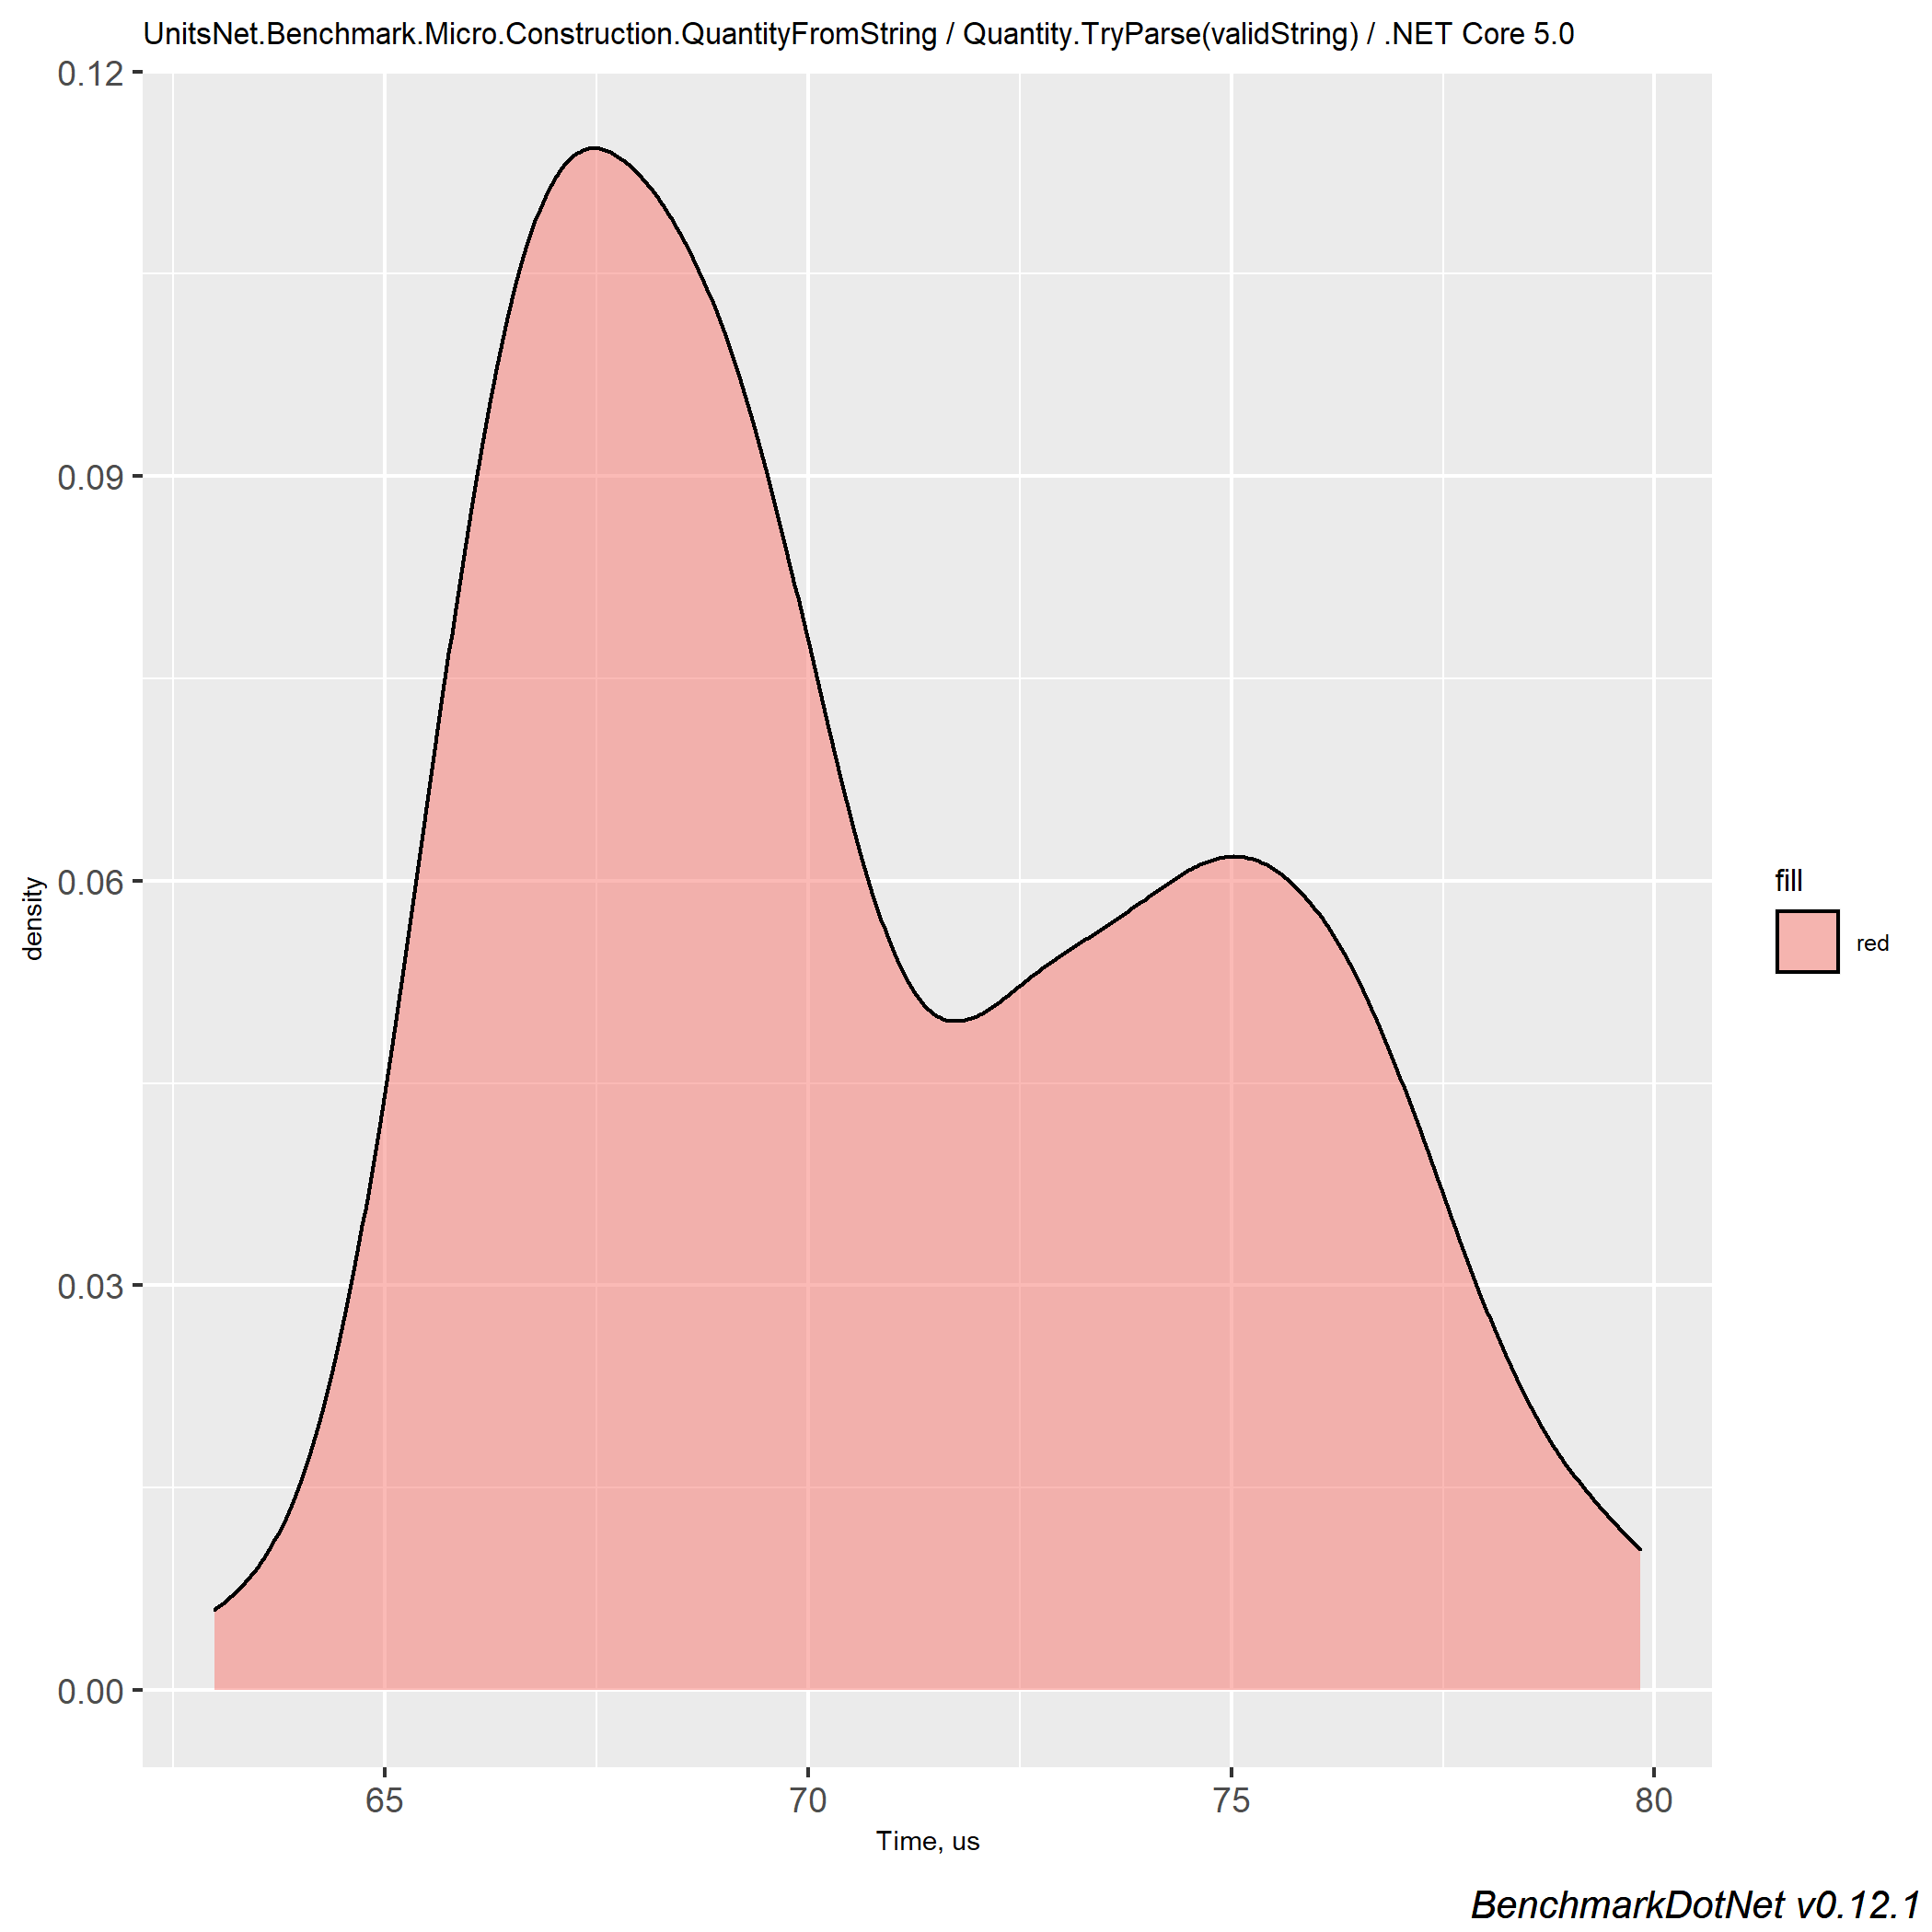 UnitsNet.Benchmark.Micro.Construction.QuantityFromString / Quantity.TryParse(validString) / .NET Core 5.0
0.12
0.09
0.06
0.03
0.00
density
65 70 75 80
Time, us
fill
red
BenchmarkDotNet v0.12.1